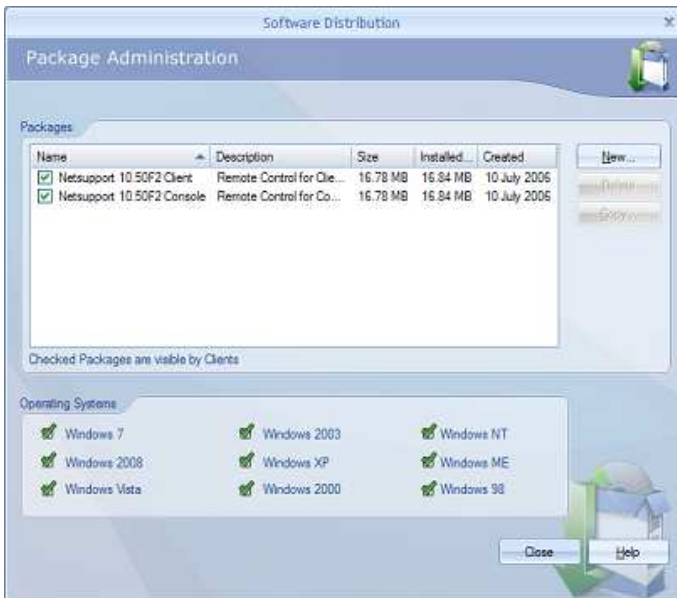 Software Distribution
Package Administration
Packages
Name Description Size Installed... Created
Netsupport 10.50F2 Client Remote Control for Clie... 16.78 MB 16.84 MB 10 July 2006
Netsupport 10.50F2 Console Remote Control for Co... 16.78 MB 16.84 MB 10 July 2006
New...
Delete
Copy
Checked Packages are visible by Clients
Operating Systems
Windows 7 Windows 2003 Windows NT
Windows 2008 Windows XP Windows ME
Windows Vista Windows 2000 Windows 98
Close Help